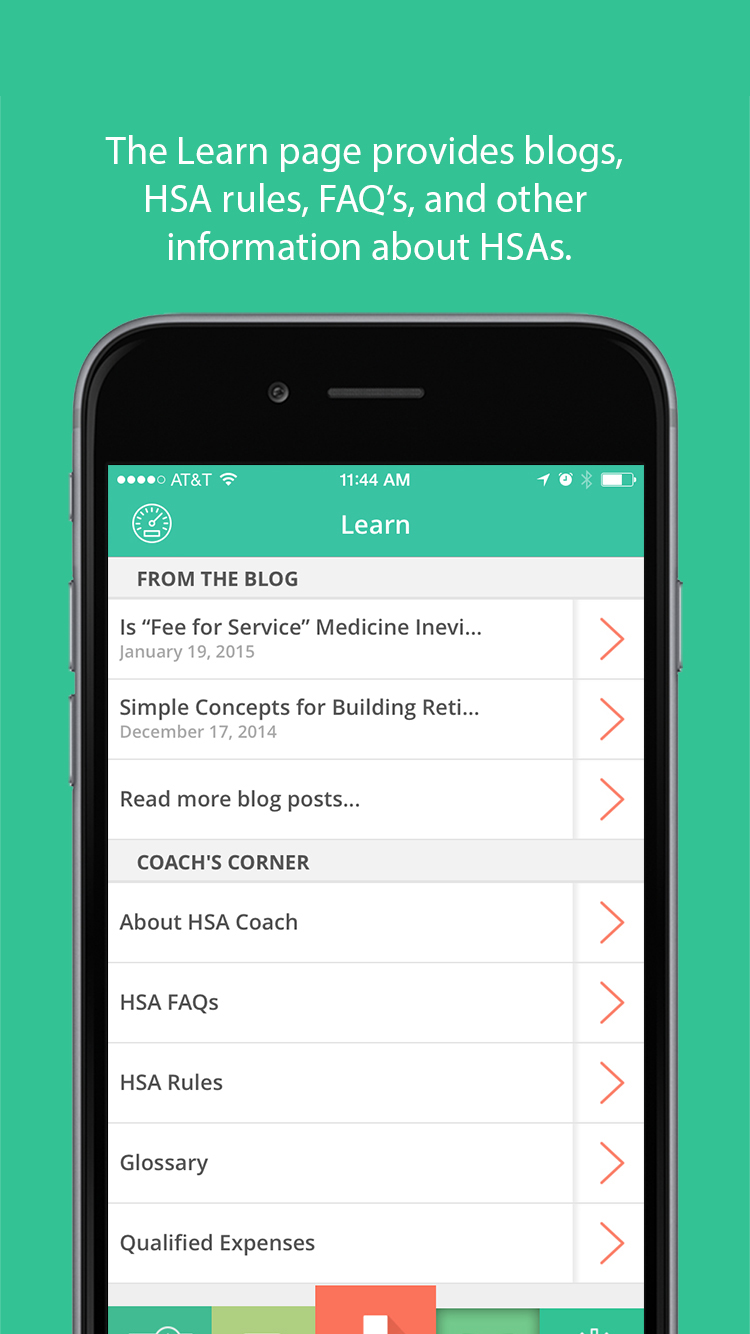 The Learn page provides blogs,
HSA rules, FAQ’s, and other
information about HSAs.
AT&T 11:44 AM
Learn
FROM THE BLOG
Is “Fee for Service” Medicine Inevi...
January 19, 2015
Simple Concepts for Building Reti...
December 17, 2014
Read more blog posts...
COACH'S CORNER
About HSA Coach
HSA FAQs
HSA Rules
Glossary
Qualified Expenses